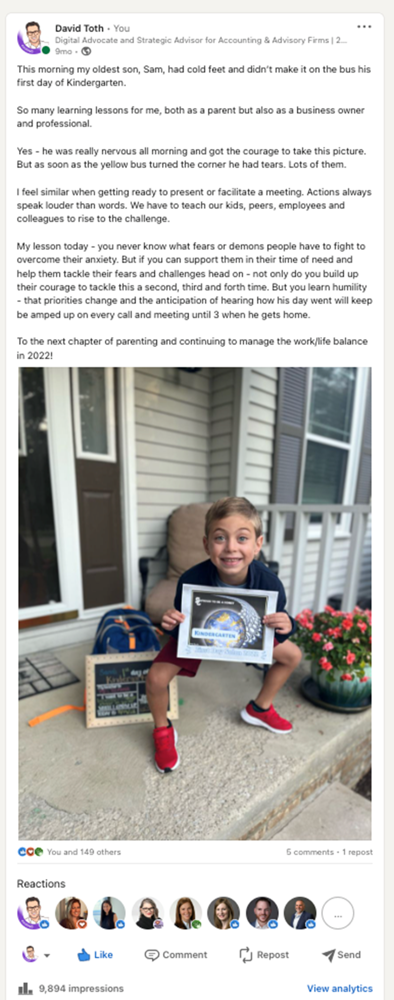 David Toth • You
Digital Advocate and Strategic Advisor for Accounting & Advisory Firms | 2...
9mo •
This morning my oldest son, Sam, had cold feet and didn't make it on the bus his
first day of Kindergarten.
So many learning lessons for me, both as a parent but also as a business owner
and professional.
Yes - he was really nervous all morning and got the courage to take this picture.
But as soon as the yellow bus turned the corner he had tears. Lots of them.
I feel similar when getting ready to present or facilitate a meeting. Actions always
speak louder than words. We have to teach our kids, peers, employees and
colleagues to rise to the challenge.
My lesson today - you never know what fears or demons people have to fight to
overcome their anxiety. But if you can support them in their time of need and
help them tackle their fears and challenges head on - not only do you build up
their courage to tackle this a second, third and forth time. But you learn humility
- that priorities change and the anticipation of hearing how his day went will keep
be amped up on every call and meeting until 3 when he gets home.
To the next chapter of parenting and continuing to manage the work/life balance
in 2022!
PROUD TO BE A COMET
KINDERGARTEN
First Day Solon 2022
1st day of
Kindergarten
You and 149 others
5 comments • 1 repost
Reactions
...
Like
Comment
Repost
Send
9,894 impressions
View analytics